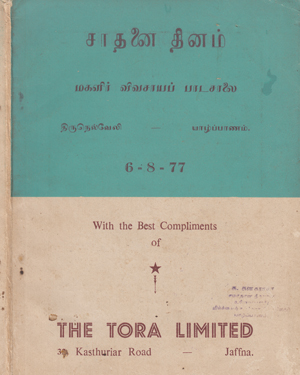 சாதனை தினம்
மகளிர் விவசாயப் பாடசாலை
திருநெல்வேலி — யாழ்ப்பாணம்.
6 - 8 - 77
With the Best Compliments
of
THE TORA LIMITED
Kasthuriar Road — Jaffna.